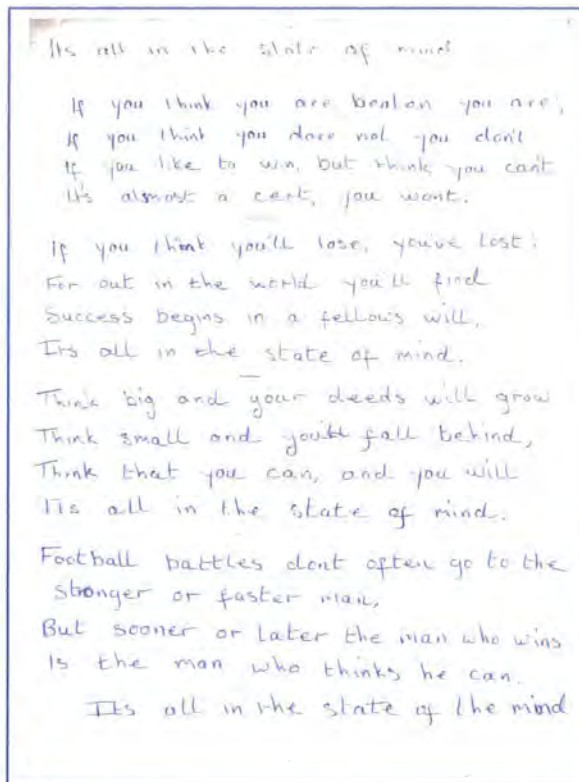 Its all in the state of mind
If you think you are beaten you are;
If you think you dare not you don't
If you like to win, but think you can't
It's almost a cert, you wont.
If you think you'll lose, you've lost;
For out in the world you'll find
Success begins in a fellow's will,
Its all in the state of mind.
Think big and your deeds will grow
Think small and you'll fall behind,
Think that you can, and you will
Its all in the state of mind.
Football battles dont often go to the
stronger or faster man,
But sooner or later the man who wins
Is the man who thinks he can.
Its all in the state of the mind